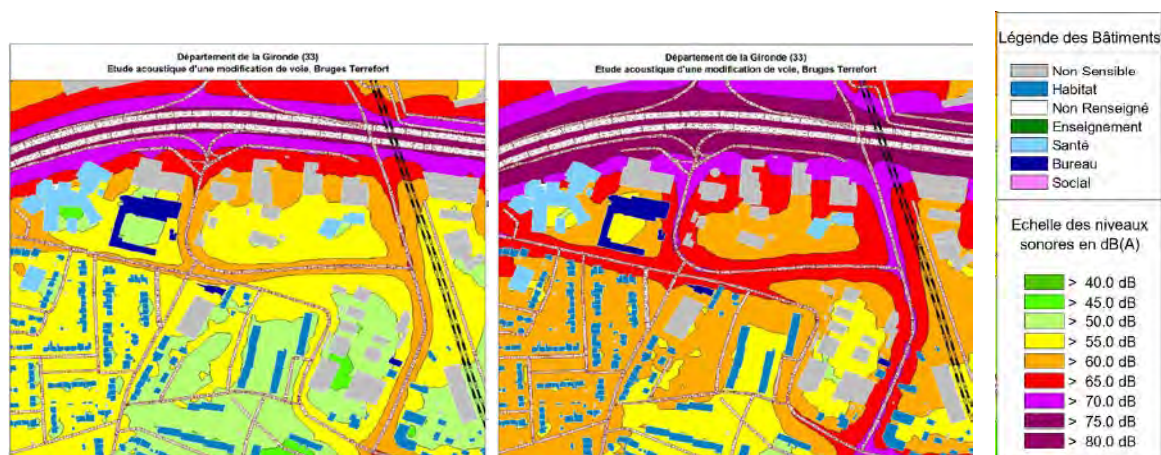 Département de la Gironde (33)
Etude acoustique d'une modification de voie, Bruges Terrefort
Département de la Gironde (33)
Etude acoustique d'une modification de voie, Bruges Terrefort
Légende des Bâtiments
Non Sensible
Habitat
Non Renseigné
Enseignement
Santé
Bureau
Social
Echelle des niveaux
sonores en dB(A)
> 40.0 dB
> 45.0 dB
> 50.0 dB
> 55.0 dB
> 60.0 dB
> 65.0 dB
> 70.0 dB
> 75.0 dB
> 80.0 dB